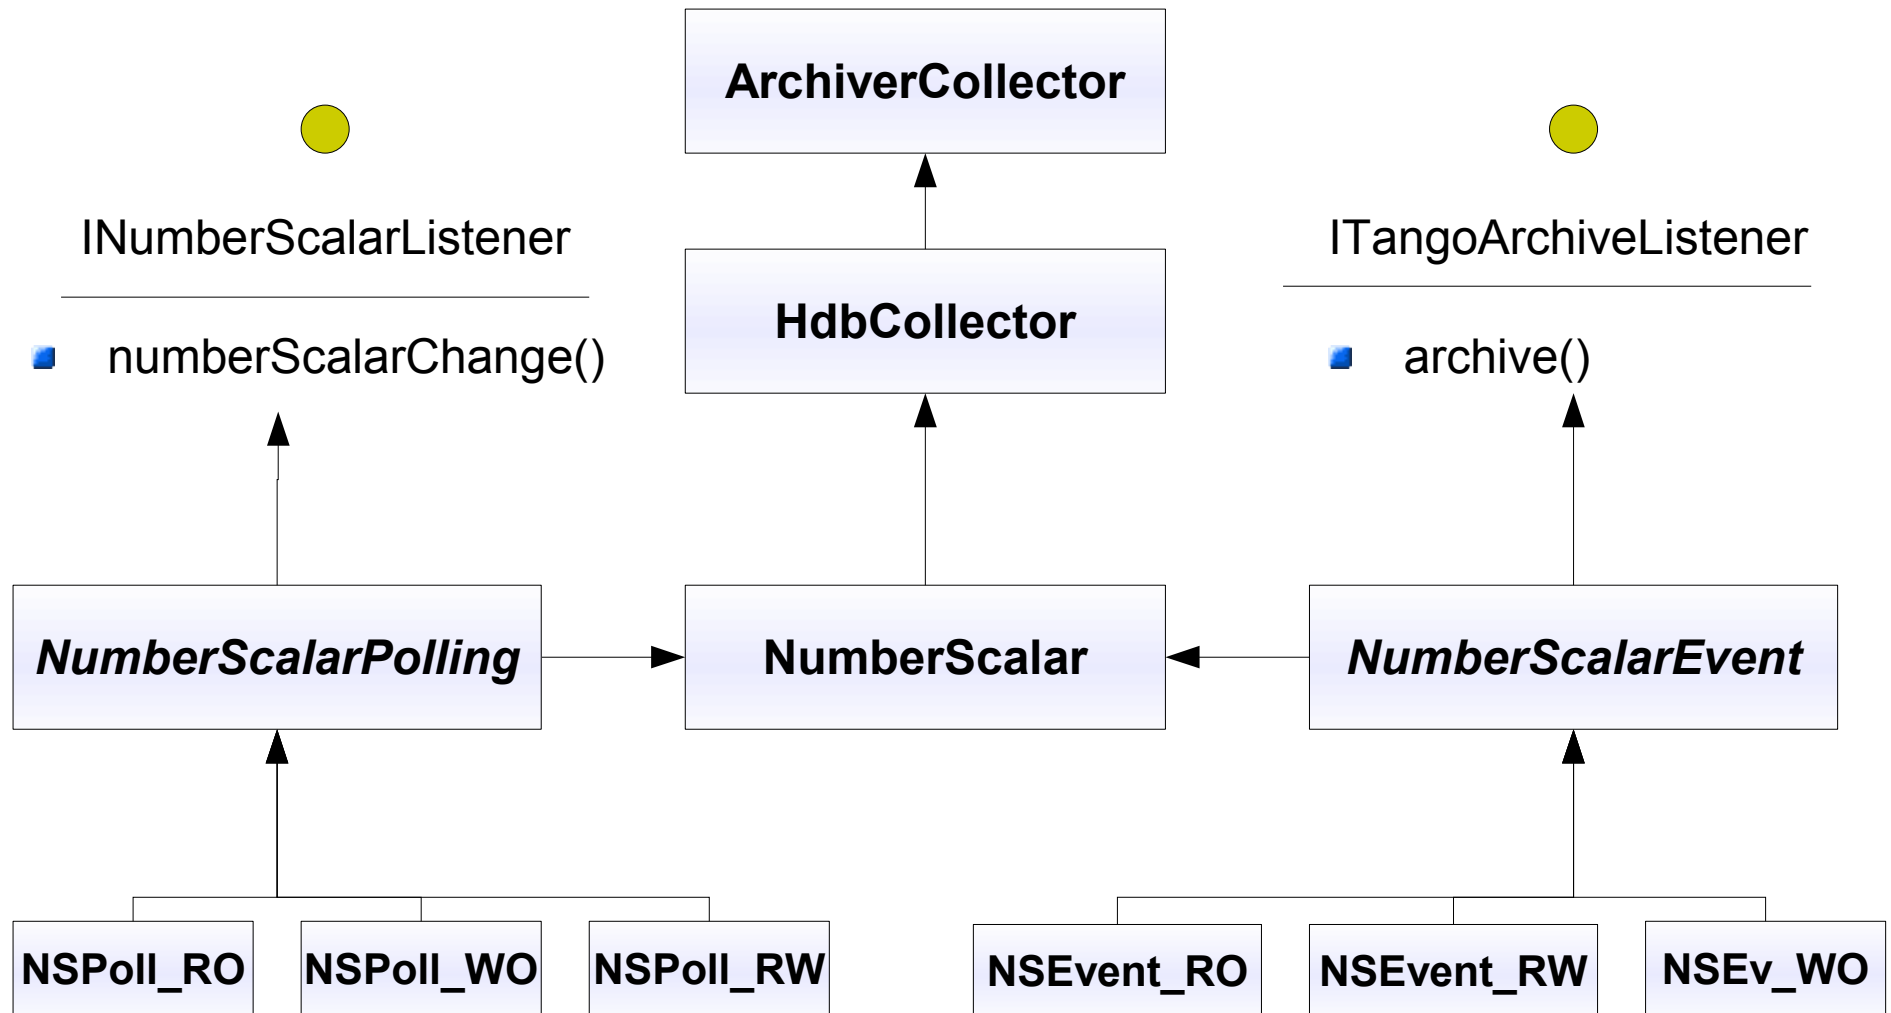 ArchiverCollector
INumberScalarListener
ITangoArchiveListener
HdbCollector
numberScalarChange()
archive()
NumberScalarPolling
NumberScalar
NumberScalarEvent
NSPoll_RO
NSPoll_WO
NSPoll_RW
NSEvent_RO
NSEvent_RW
NSEv_WO